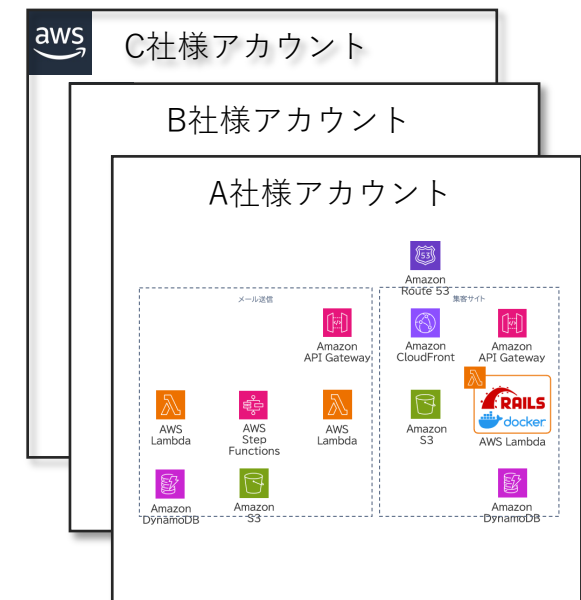 aws
C社様アカウント
B社様アカウント
A社様アカウント
53
Amazon
Route 53
メール送信
集客サイト
Amazon
API Gateway
Amazon
CloudFront
Amazon
API Gateway
AWS
Lambda
AWS
Step
Functions
AWS
Lambda
Amazon
S3
RAILS
docker
AWS Lambda
Amazon
DynamoDB
Amazon
S3
Amazon
DynamoDB